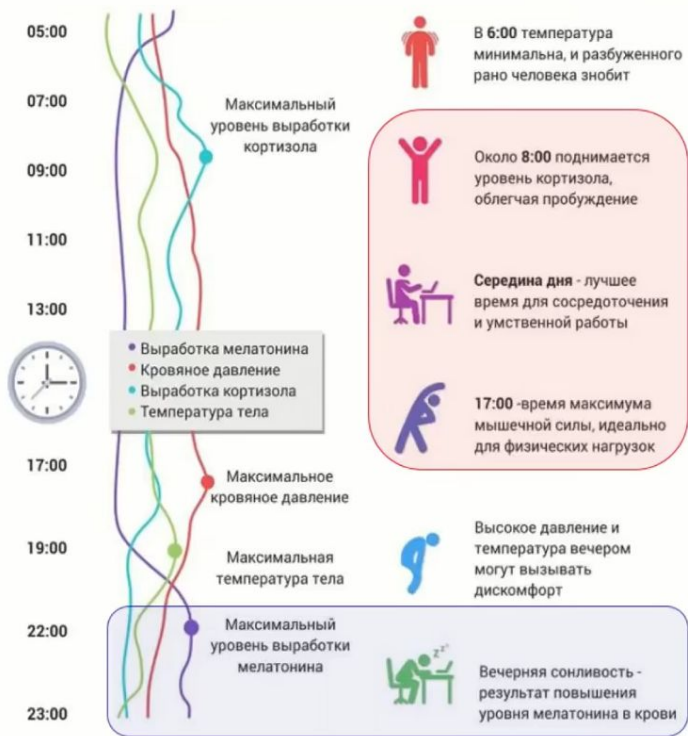 05:00
В 6:00 температура
минимальна, и разбуженного
рано человека знобит
07:00
Максимальный
уровень выработки
кортизола
09:00
Около 8:00 поднимается
уровень кортизола,
облегчая пробуждение
11:00
Середина дня - лучшее
время для сосредоточения
и умственной работы
13:00
Выработка мелатонина
Кровяное давление
Выработка кортизола
Температура тела
17:00 -время максимума
мышечной силы, идеально
для физических нагрузок
17:00
Максимальное
кровяное давление
19:00
Максимальная
температура тела
Высокое давление и
температура вечером
могут вызывать
дискомфорт
22:00
Максимальный
уровень выработки
мелатонина
z z z
Вечерняя сонливость -
результат повышения
уровня мелатонина в крови
23:00